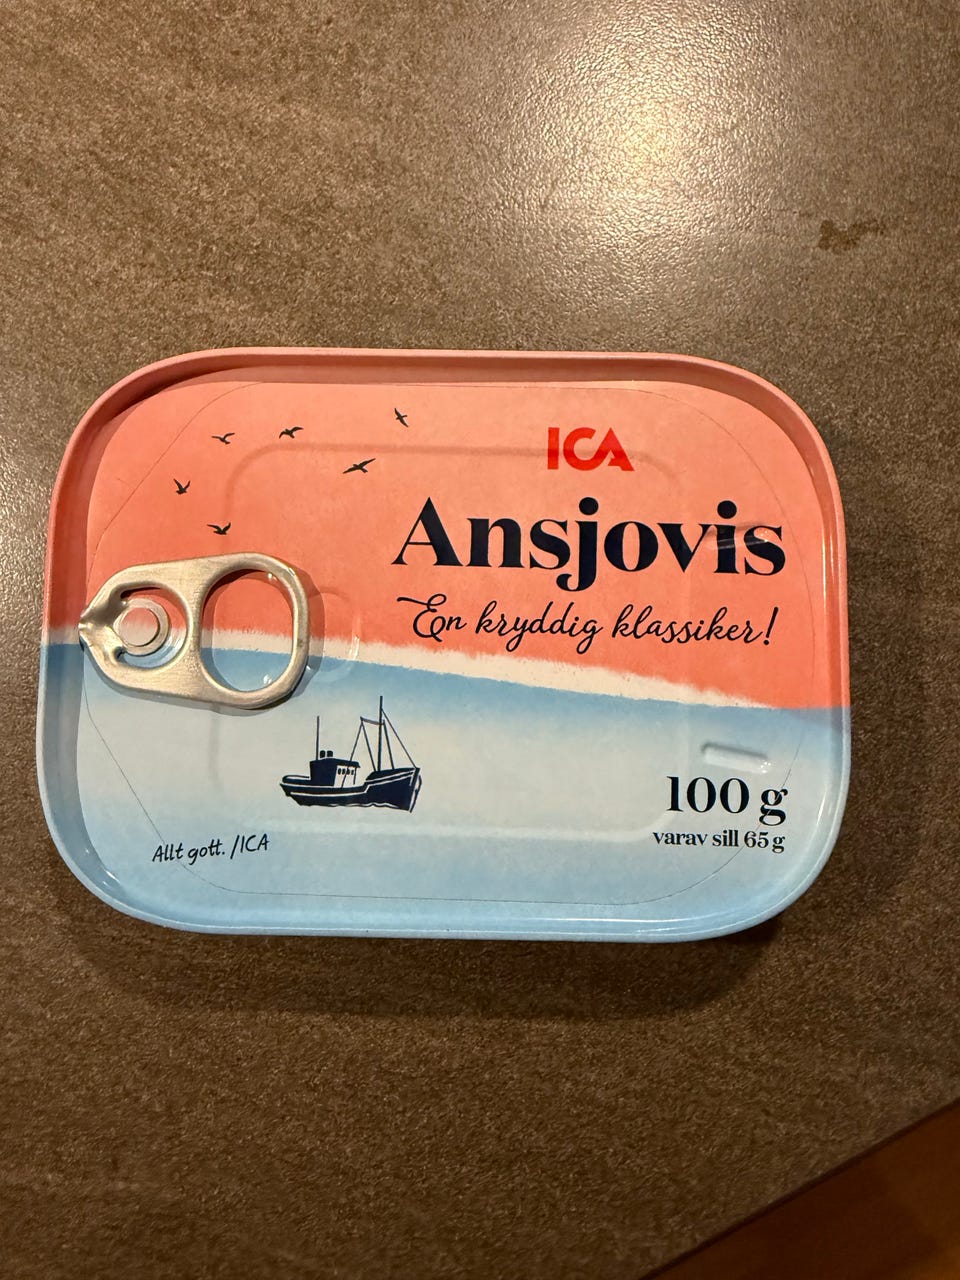 ICA
Ansjovis
En kryddig klassiker!
100 g
varav sill 65 g
Allt gott. /ICA